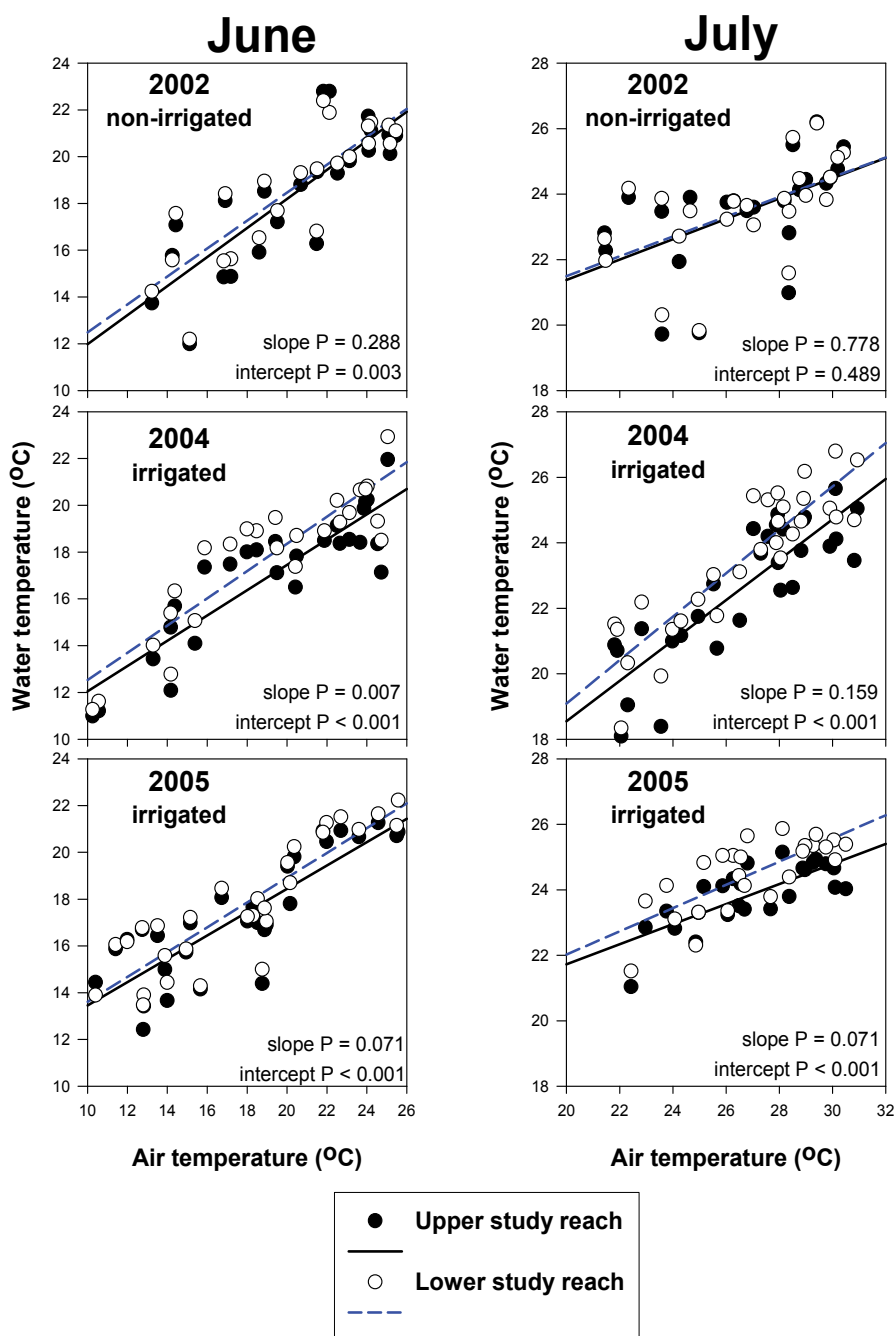 June
July
2002
non-irrigated
24
22
20
18
16
14
12
10
slope P = 0.288
intercept P = 0.003
2002
non-irrigated
28
26
24
22
20
18
slope P = 0.778
intercept P = 0.489
Water temperature (ºC)
2004
irrigated
24
22
20
18
16
14
12
10
slope P = 0.007
intercept P < 0.001
Water temperature (ºC)
2004
irrigated
28
26
24
22
20
18
slope P = 0.159
intercept P < 0.001
2005
irrigated
24
22
20
18
16
14
12
10
slope P = 0.071
intercept P < 0.001
10 12 14 16 18 20 22 24 26
Air temperature (ºC)
2005
irrigated
28
26
24
22
20
18
slope P = 0.071
intercept P < 0.001
20 22 24 26 28 30 32
Air temperature (ºC)
Upper study reach
Lower study reach